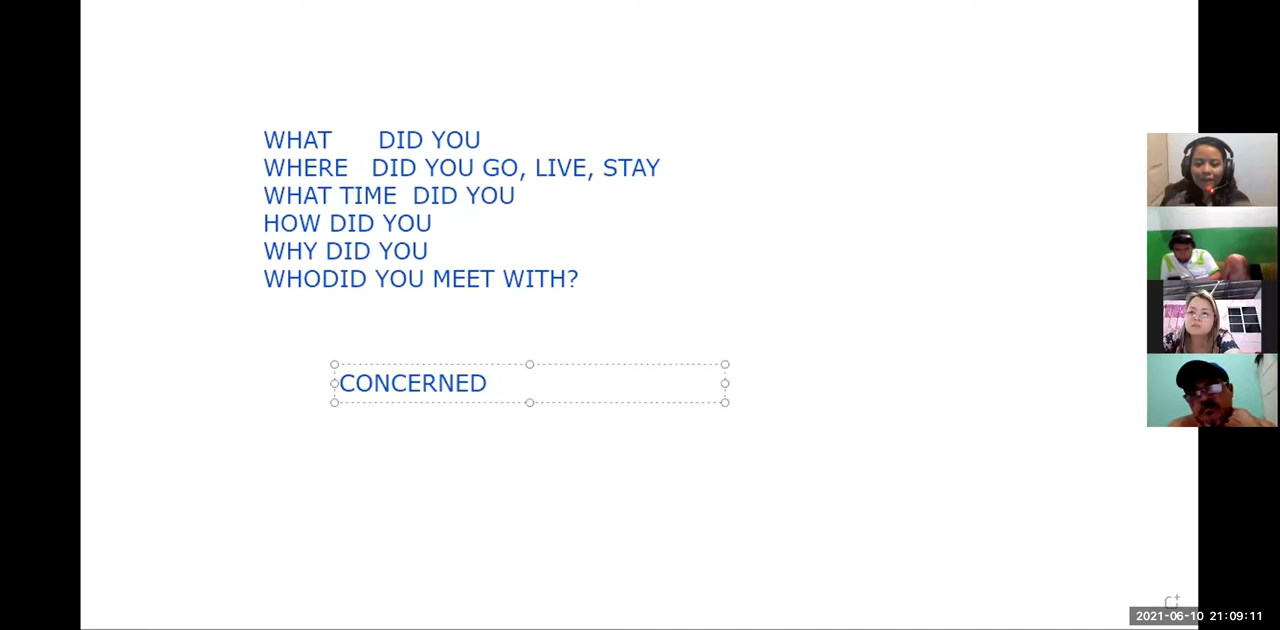 WHAT DID YOU
WHERE DID YOU GO, LIVE, STAY
WHAT TIME DID YOU
HOW DID YOU
WHY DID YOU
WHODID YOU MEET WITH?
CONCERNED
2021-06-10 21:09:11